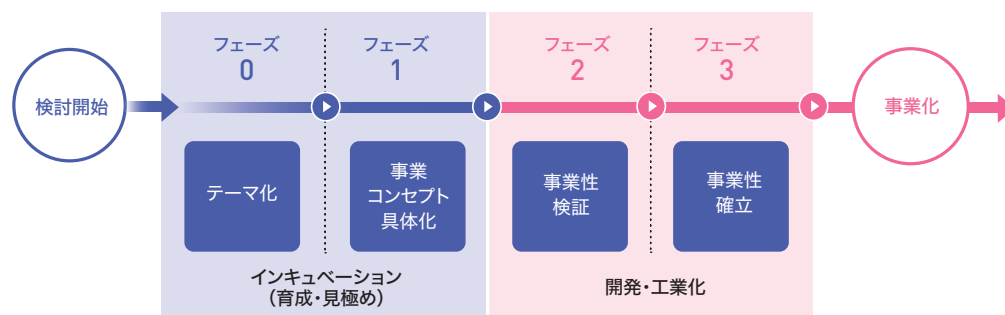 検討開始
フェーズ
0
フェーズ
1
フェーズ
2
フェーズ
3
事業化
テーマ化
事業
コンセプト
具体化
事業性
検証
事業性
確立
インキュベーション
(育成・見極め)
開発・工業化